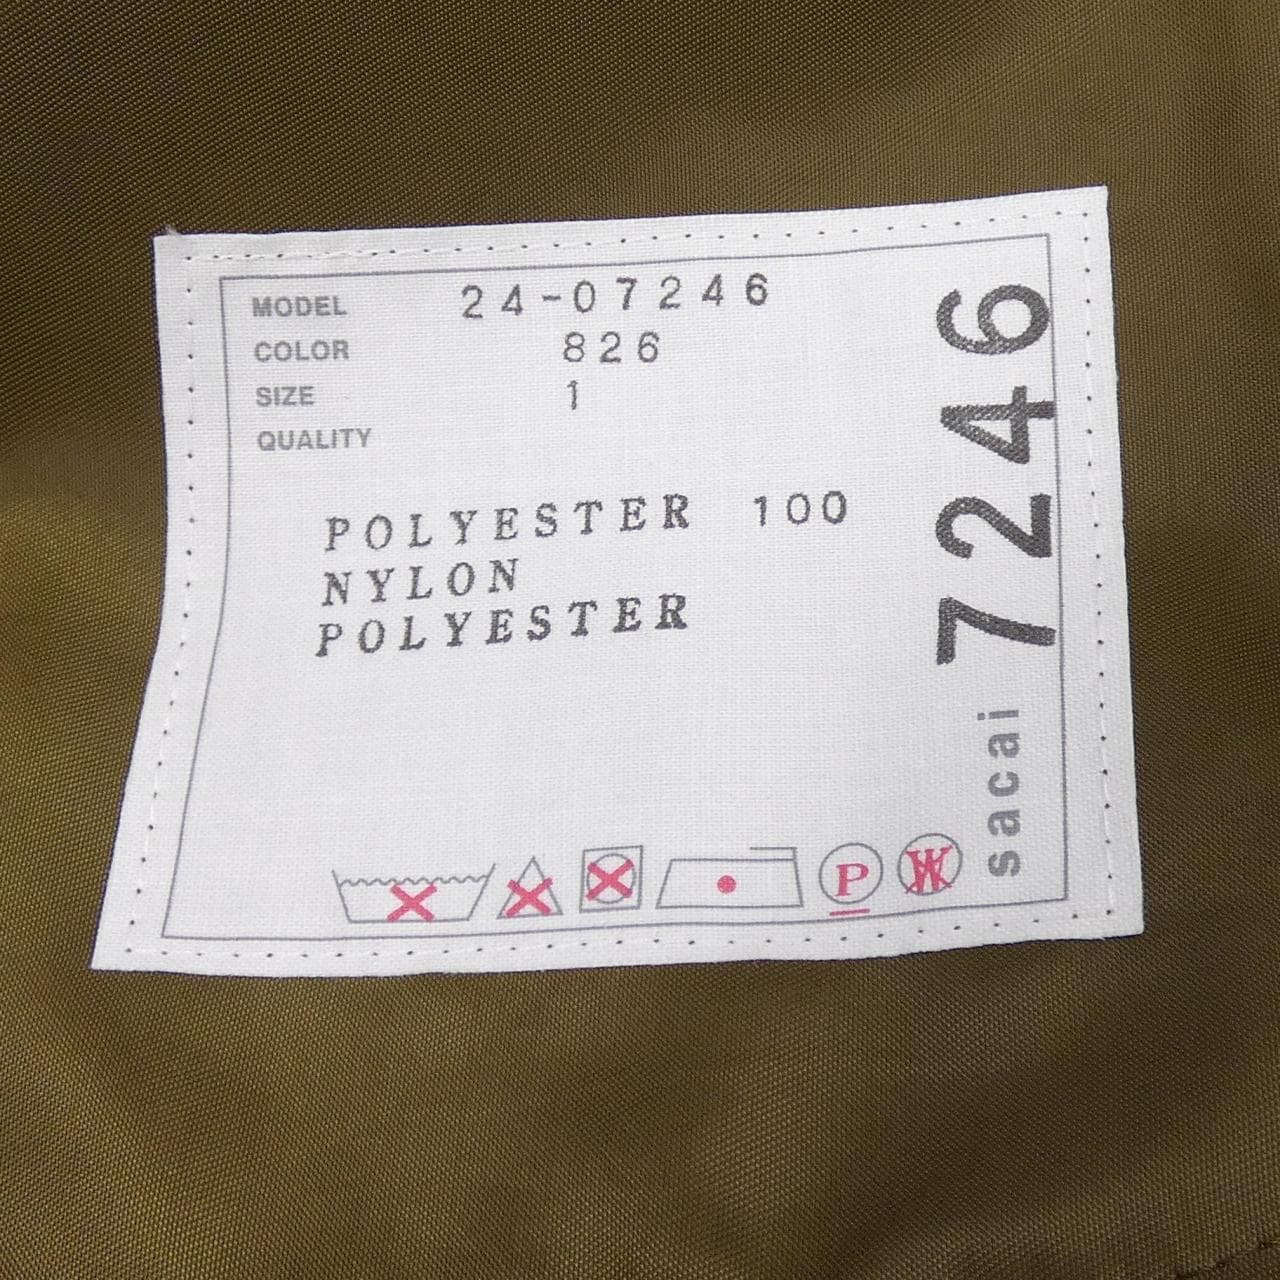 MODEL 24-07246
COLOR 826
SIZE 1
QUALITY
POLYESTER 100
NYLON
POLYESTER
P W
sacai 7246